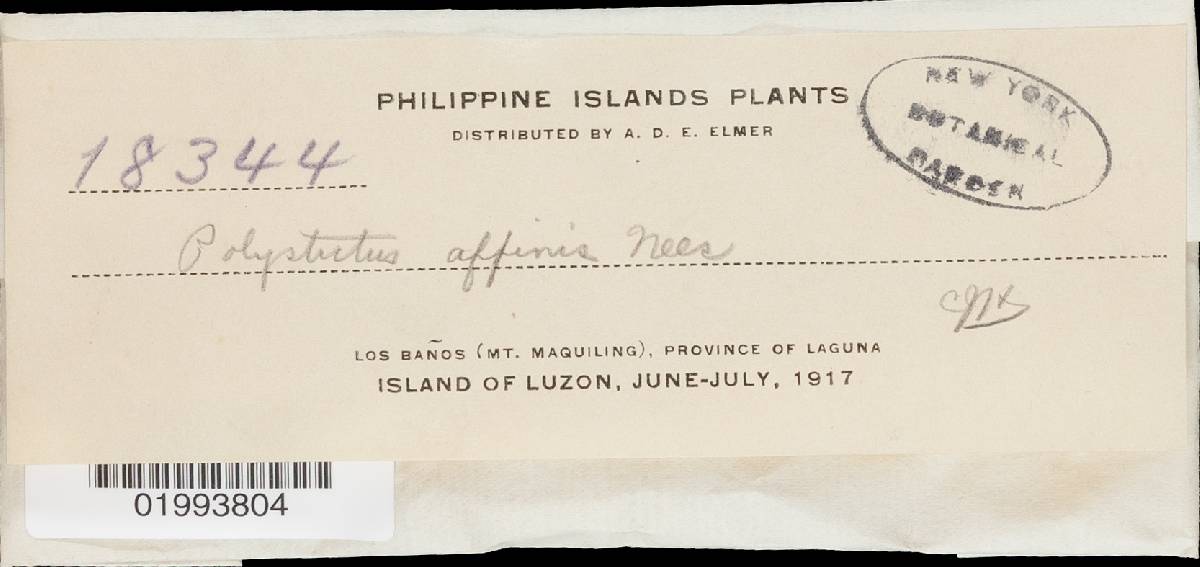 PHILIPPINE ISLANDS PLANTS
DISTRIBUTED BY A. D. E. ELMER
NEW YORK
BOTANICAL
GARDEN
18344
Polystictus affinis Nees
LOS BAÑOS (MT. MAQUILING), PROVINCE OF LAGUNA
ISLAND OF LUZON, JUNE-JULY, 1917
01993804